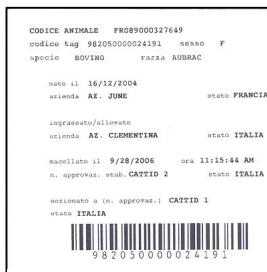 CODICE ANIMALE FR089000327649
codice tag 982050000024191 sesso F
specie BOVINO razza AUBRAC
nato il 16/12/2004
azienda AZ. JUNE stato FRANCIA
ingrassato/allevato
azienda AZ. CLEMENTINA stato ITALIA
macellato il 9/28/2006 ora 11:15:44 AM
n. approvaz. stab. CATTID 2 stato ITALIA
sezionato a (n. approvaz.) CATTID 1
stato ITALIA
982050000024191